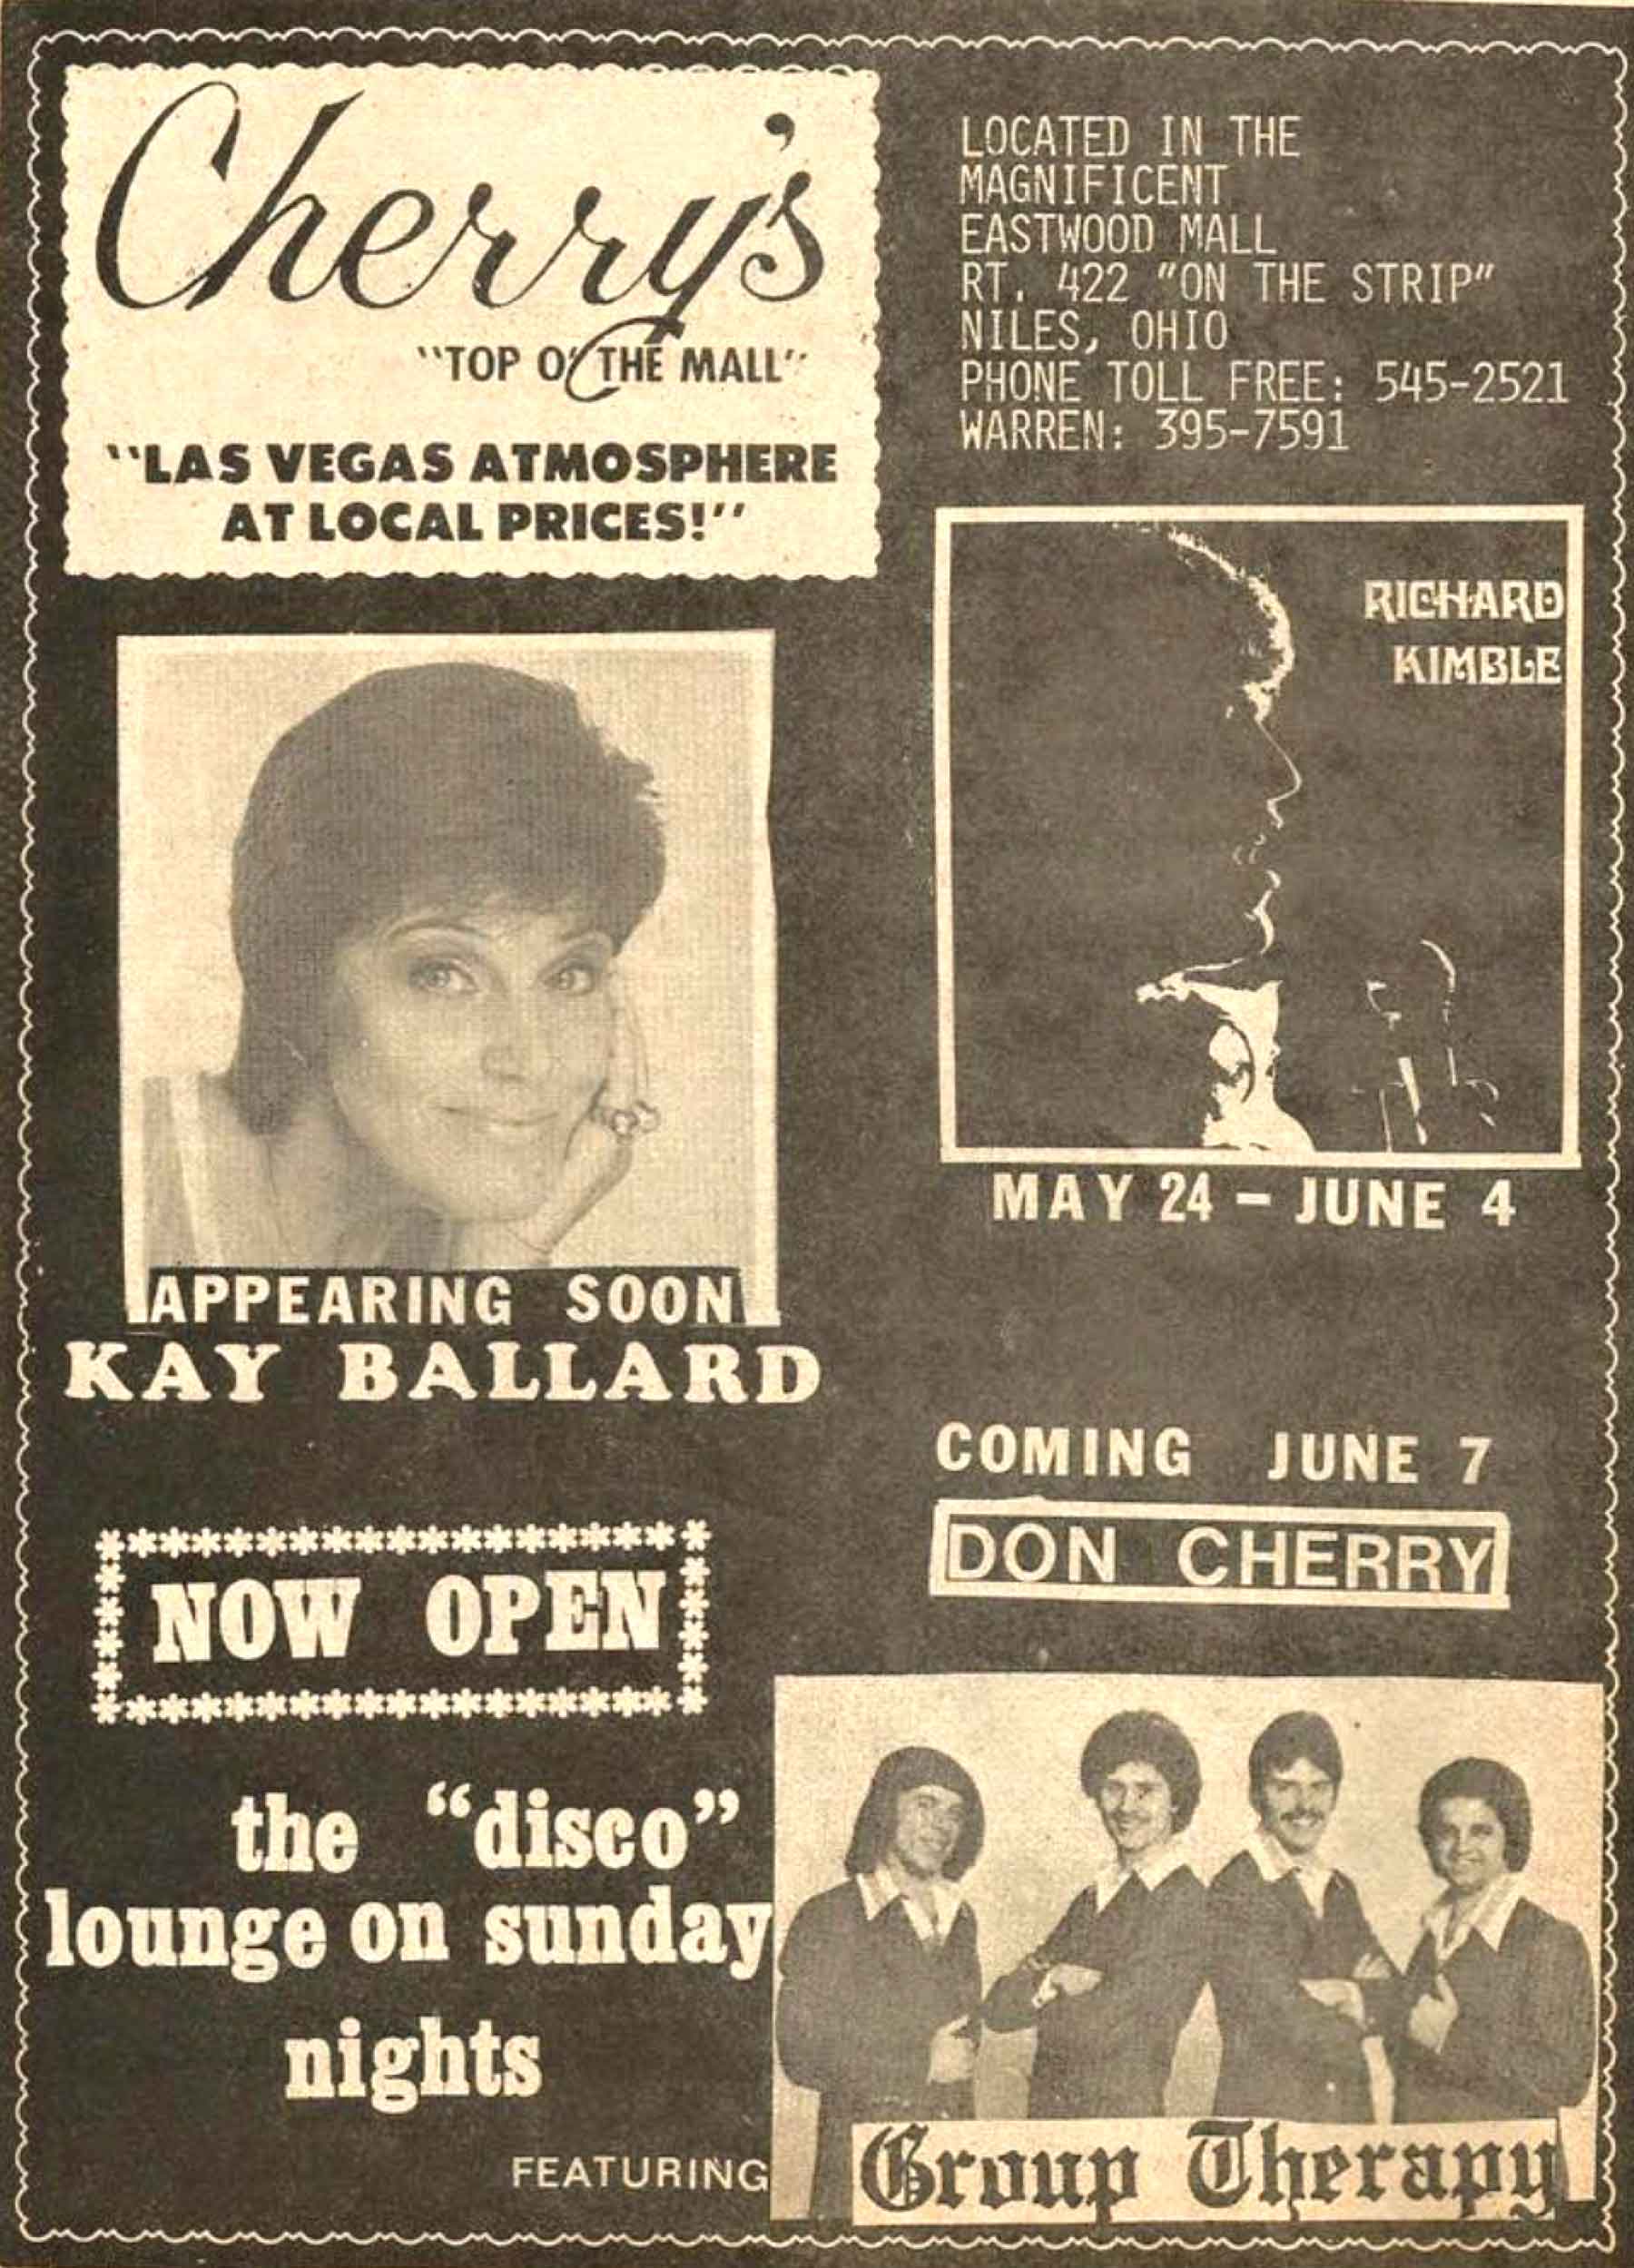 Cherry's
"TOP O' THE MALL"
"LAS VEGAS ATMOSPHERE
AT LOCAL PRICES!"
LOCATED IN THE
MAGNIFICENT
EASTWOOD MALL
RT. 422 "ON THE STRIP"
NILES, OHIO
PHONE TOLL FREE: 545-2521
WARREN: 395-7591
RICHARD
KIMBLE
MAY 24 - JUNE 4
APPEARING SOON
KAY BALLARD
COMING JUNE 7
DON CHERRY
NOW OPEN
the "disco"
lounge on sunday
nights
FEATURING
Group Therapy